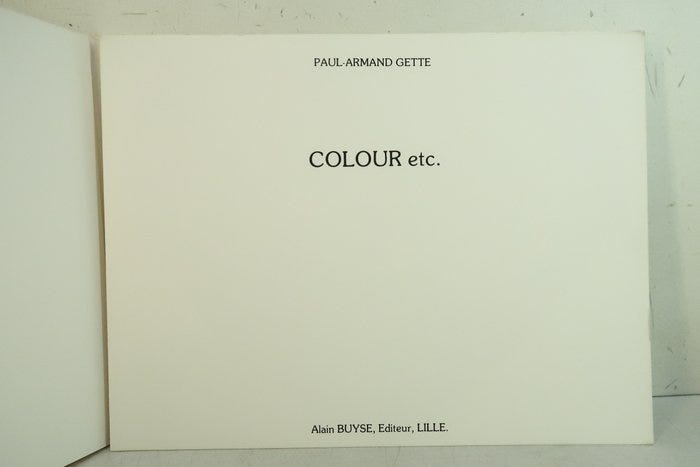 PAUL-ARMAND GETTE
COLOUR etc.
Alain BUYSE, Editeur, LILLE.